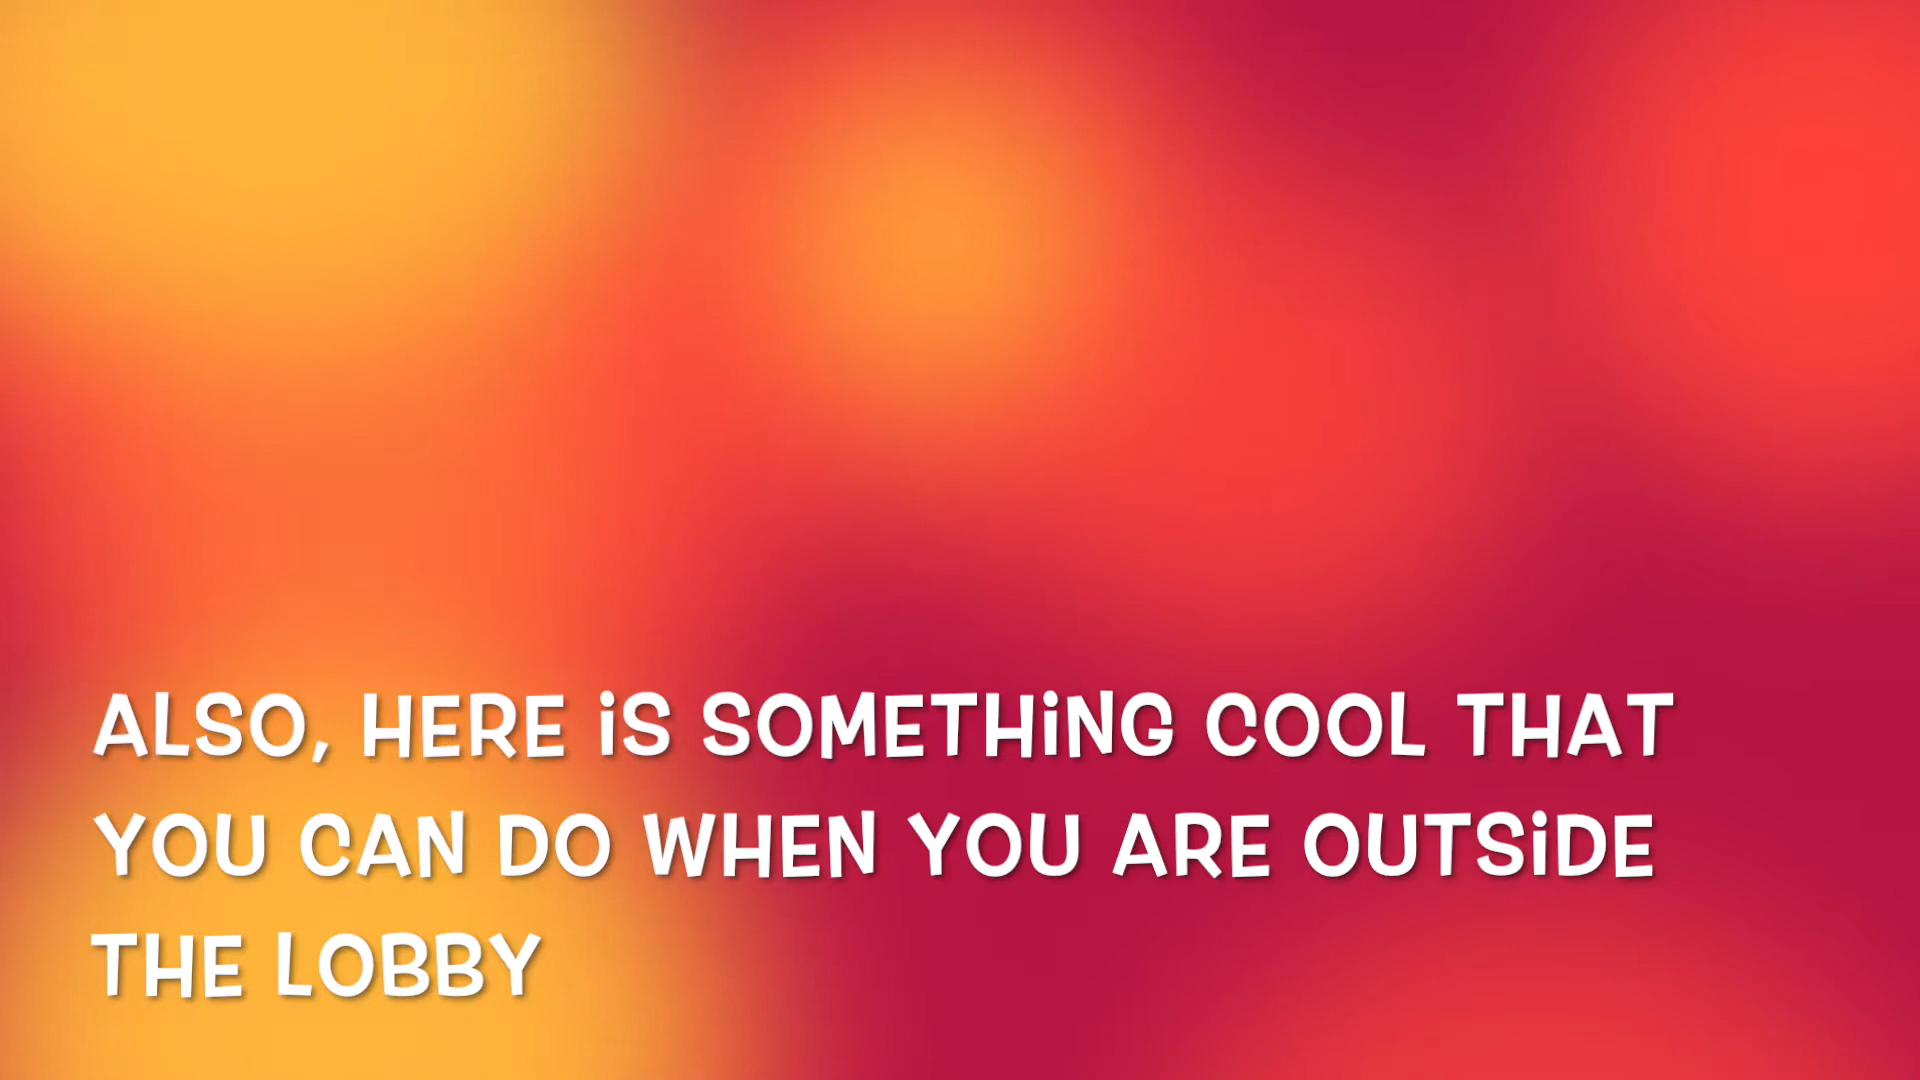 ALSO, HERE iS SOMETHiNG COOL THAT
YOU CAN DO WHEN YOU ARE OUTSiDE
THE LOBBY